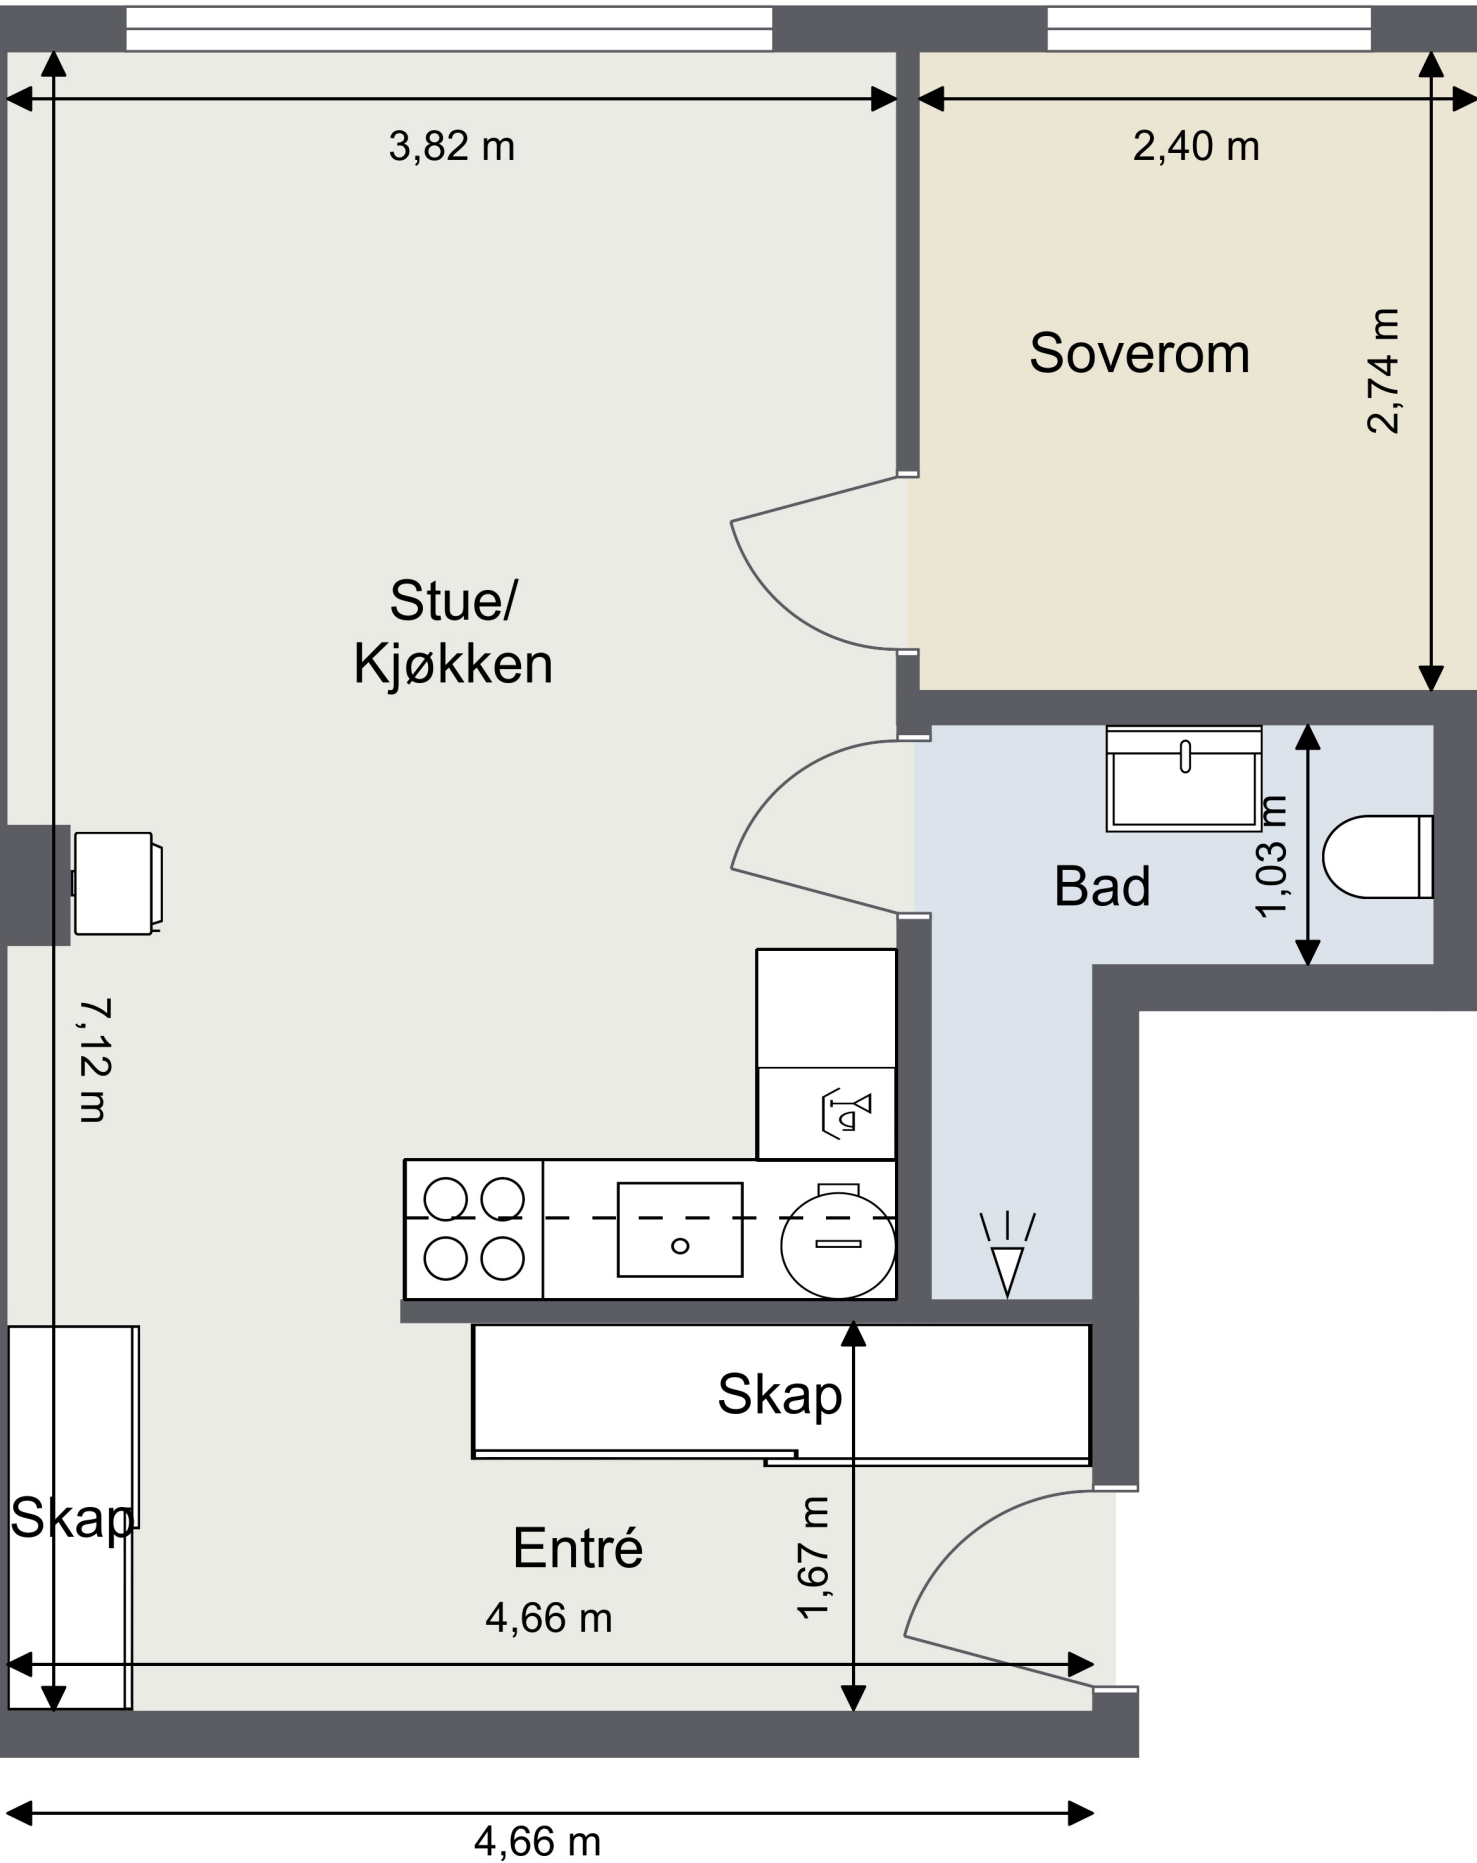 3,82 m
2,40 m
Soverom
2,74 m
Stue/
Kjøkken
Bad
1,03 m
7,12 m
Skap
Skap
Entré
1,67 m
4,66 m
4,66 m